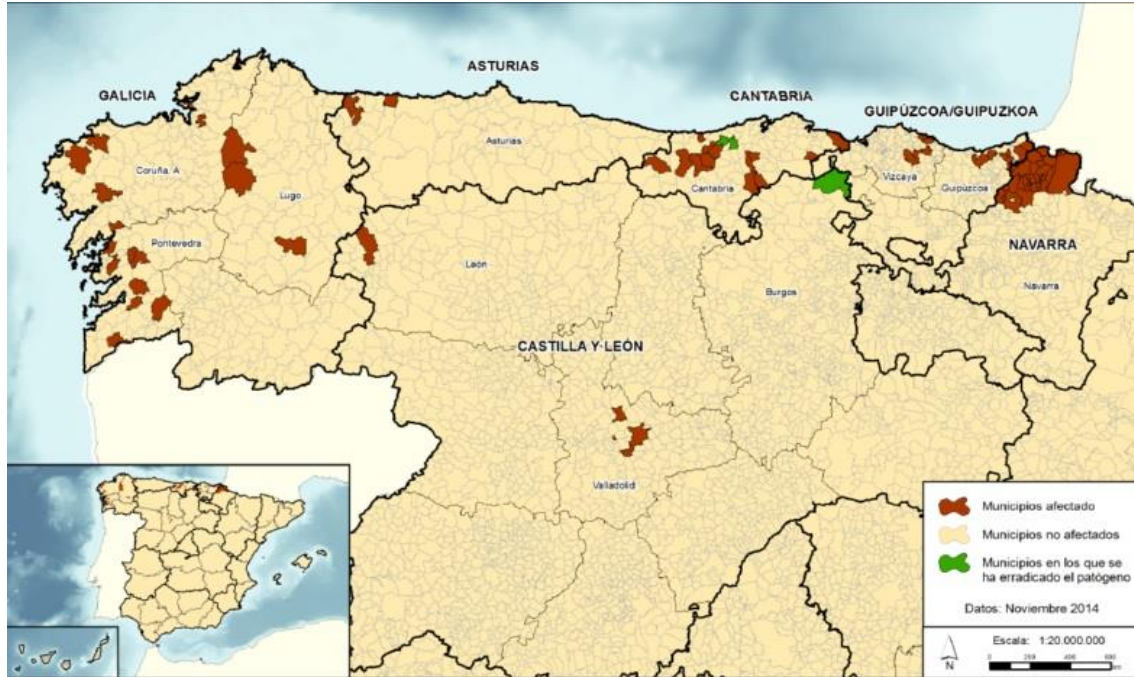 ASTURIAS
GALICIA
CANTABRIA
GUIPÚZCOA/GUIPUZKOA
Coruña. A
Asturias
Cantabria
Vizcaya
Guipúzcoa
Lugo
Pontevedra
NAVARRA
León
Navarra
Burgos
CASTILLA Y-LEÓN
Valladolid
Municipios afectado
Municipios no afectados
Municipios en los que se
ha erradicado el patógeno
Datos: Noviembre 2014
Escala: 1:20.000.000
N
0